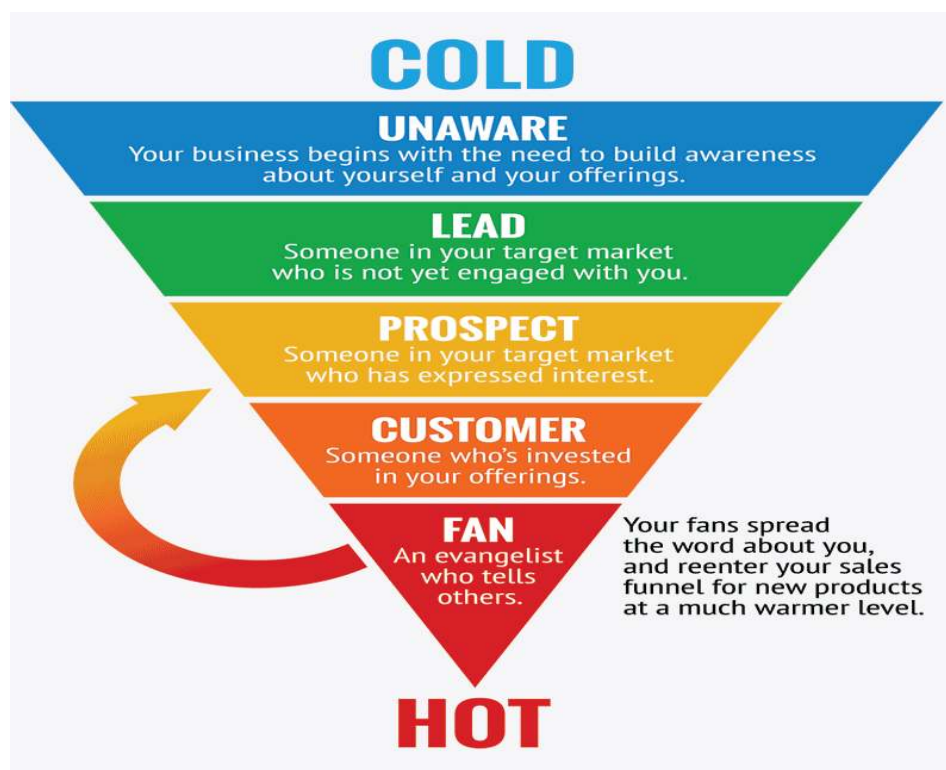 COLD
UNAWARE
Your business begins with the need to build awareness
about yourself and your offerings.
LEAD
Someone in your target market
who is not yet engaged with you.
PROSPECT
Someone in your target market
who has expressed interest.
CUSTOMER
Someone who's invested
in your offerings.
FAN
An evangelist
who tells
others.
Your fans spread
the word about you,
and reenter your sales
funnel for new products
at a much warmer level.
HOT